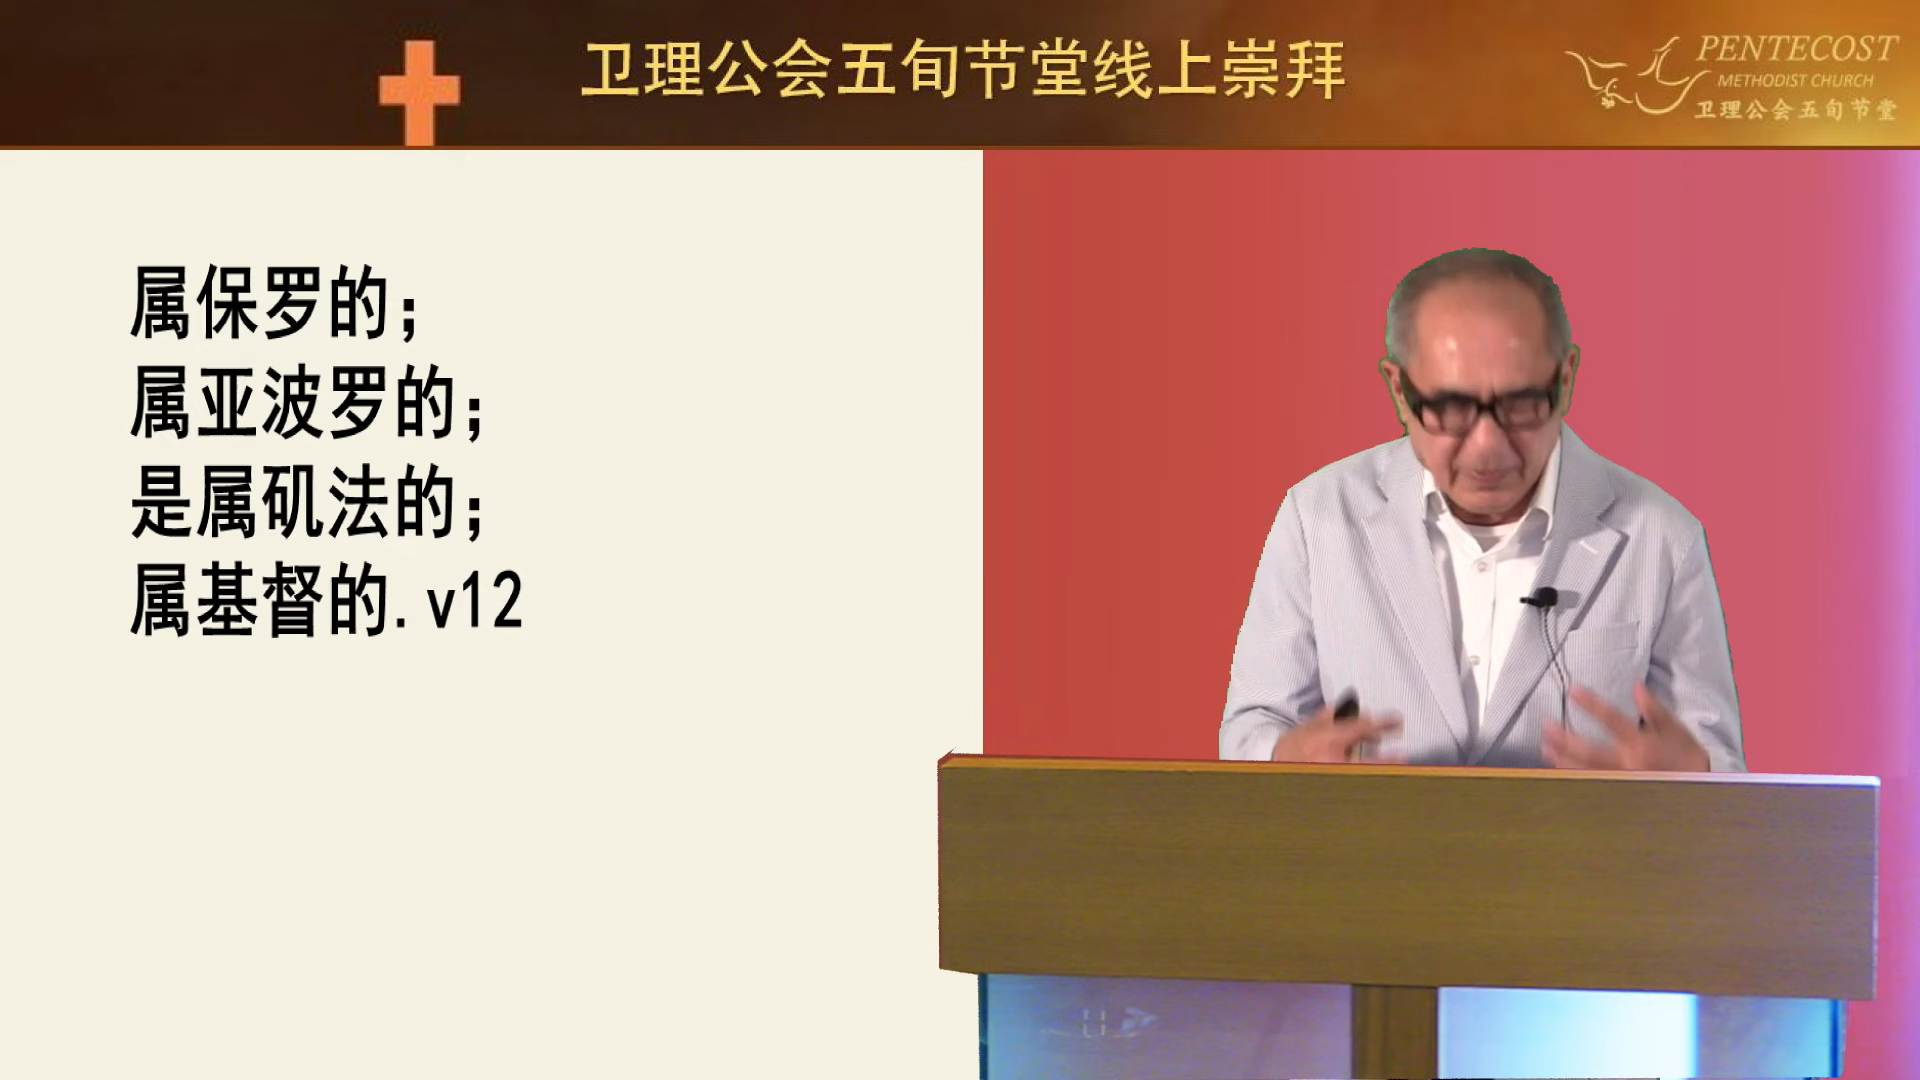 卫理公会五旬节堂线上崇拜
PENTECOST
METHODIST CHURCH
卫理公会五旬节堂
属保罗的；
属亚波罗的；
是属矶法的；
属基督的. v12